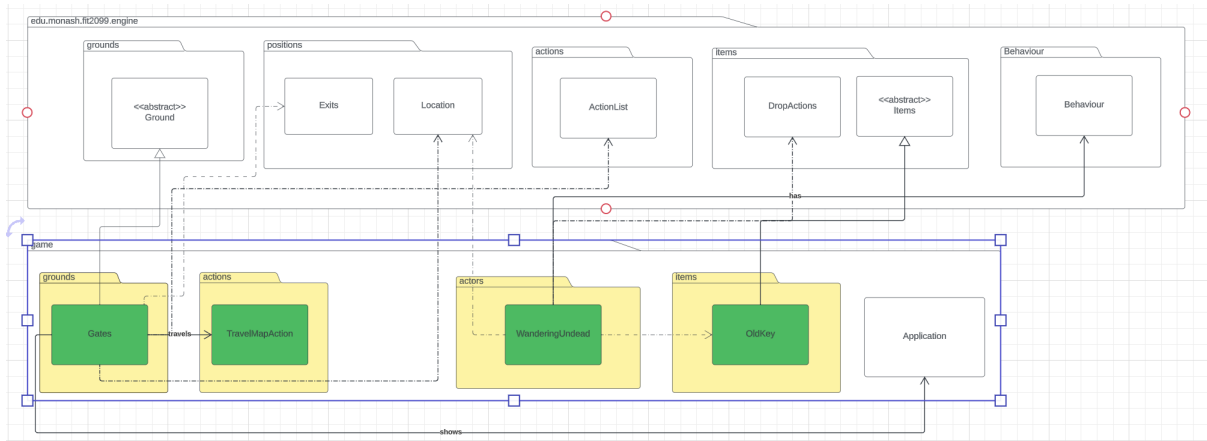 edu.monash.fit2099.engine
grounds
positions
actions
items
Behaviour
<<abstract>>
Ground
Exits
Location
ActionList
DropActions
<<abstract>>
Items
Behaviour
has
game
grounds
actions
actors
items
Gates
travels
TravelMapAction
WanderingUndead
OldKey
Application
shows